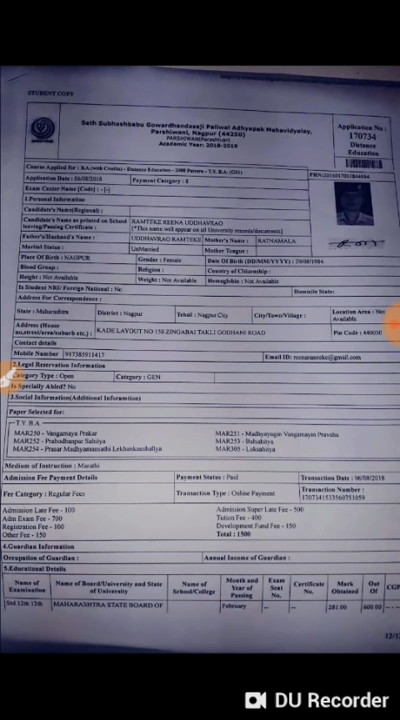 STUDENT COPY
Seth Subhashbabu Gowardhandasji Paliwal Adhyapak Mahavidyalay,
Parshiwani, Nagpur (44250)
Academic Year: 2018-2019
Application No :
170734
Distance
Education
Course Applied for : B.A.(with Credits) - Distance Education - 2008 Pattern - T.Y. B.A.
Application Date : 06/08/2018 Payment Category : E
Exam Center Name [Code] : - [-]
1.Personal Information
Candidate's Name(Regional) :
Candidate's Name as printed on School leaving/Passing Certificate : RAMTEKE REENA UDDHAVRAO
(*This name will appear on all University records/documents)
Father's/Husband's Name : UDDHAVRAO RAMTEKE Mother's Name : RATNAMALA
Marital Status : UnMarried Mother Tongue :
Place Of Birth : NAGPUR Gender : Female Date Of Birth (DD/MM/YYYY) : 20/08/1984
Blood Group : Religion : Country of Citizenship :
Height : Not Available Weight : Not Available Hemoglobin : Not Available
Is Student NRI/ Foreign National : No Domicile State:
Address For Correspondence :
State : Maharashtra District : Nagpur Tehsil : Nagpur City City/Town/Village : Location Area : Not Available
Address (House no,street/area/suburb etc.) : KADE LAYOUT NO 159 ZINGABAI TAKLI GODHANI ROAD Pin Code : 440030
Contact details
Mobile Number 917385911417 Email ID:
2.Legal Reservation Information
Category Type : Open Category : GEN
Is Specially Abled? No
3.Social Information(Additional Information)
Paper Selected for:
T.Y. B.A.
MAR250 - Vangamaya Prakar MAR251 - Madhyayugin Vangamayin Pravaha
MAR252 - Prabodhanpar Sahitya MAR253 - Balsahitya
MAR254 - Prasar Madhyamansathi Lekhankaushallya MAR305 - Loksahitya
Medium of Instruction : Marathi
Admission Fee Payment Details Payment Status : Paid Transaction Date : 06/08/2018
Fee Category : Regular Fees Transaction Type : Online Payment Transaction Number :
1707341533560751059
Admission Late Fee - 100 Admission Super Late Fee - 500
Adm Exam Fee - 700 Tution Fee - 400
Registration Fee - 100 Development Fund Fee - 150
Other Fee - 150 Total : 1500
4.Guardian Information
Occupation of Guardian : Annual Income of Guardian :
5.Educational Details
Name of Examination Name of Board/University and State of University Name of School/College Month and Year of Passing Exam Seat No. Certificate No. Mark Obtained Out Of
Std 12th 12th MAHARASHTRA STATE BOARD OF February -- -- 281.00 600.00
DU Recorder